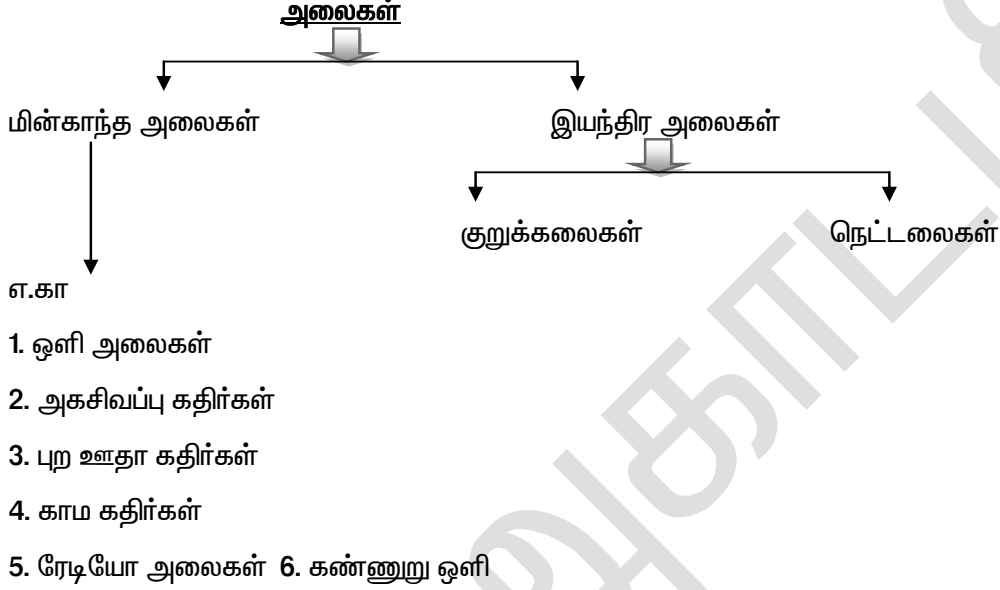 அலைகள்
மின்காந்த அலைகள் இயந்திர அலைகள்
குறுக்கலைகள் நெட்டலைகள்
எ.கா
1. ஒளி அலைகள்
2. அகசிவப்பு கதிர்கள்
3. புற ஊதா கதிர்கள்
4. காம கதிர்கள்
5. ரேடியோ அலைகள் 6. கண்ணுறு ஒளி